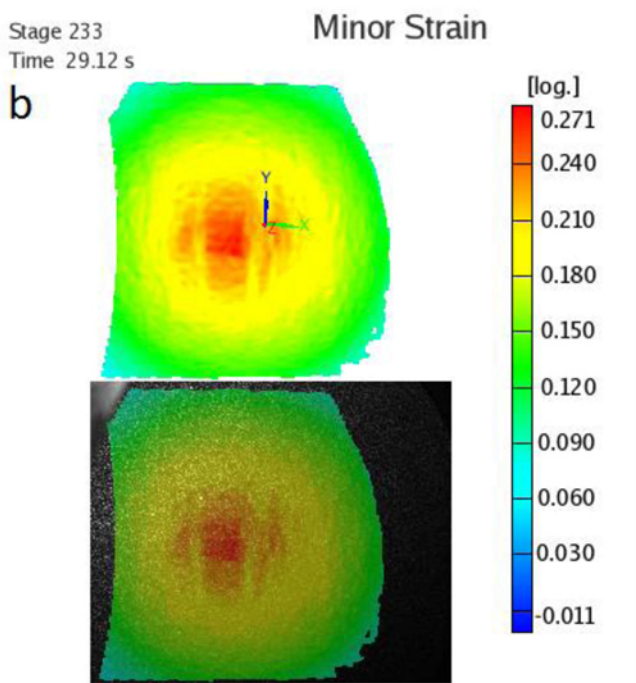 Stage 233
Time 29.12 s
Minor Strain
b
[log.]
0.271
0.240
0.210
0.180
0.150
0.120
0.090
0.060
0.030
-0.011
Y
X
Z